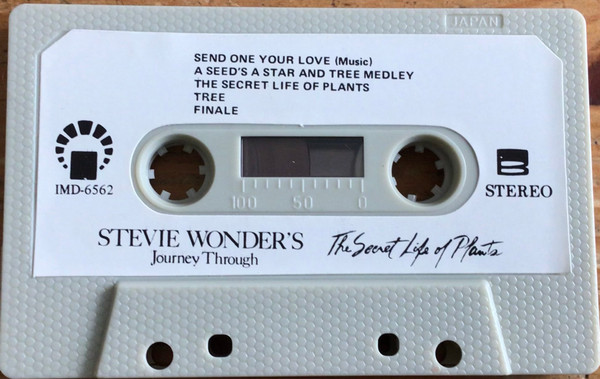 JAPAN
SEND ONE YOUR LOVE (Music)
A SEED'S A STAR AND TREE MEDLEY
THE SECRET LIFE OF PLANTS
TREE
FINALE
IMD-6562
B
STEREO
100 50 0
STEVIE WONDER'S
Journey Through
The Secret Life of Plants